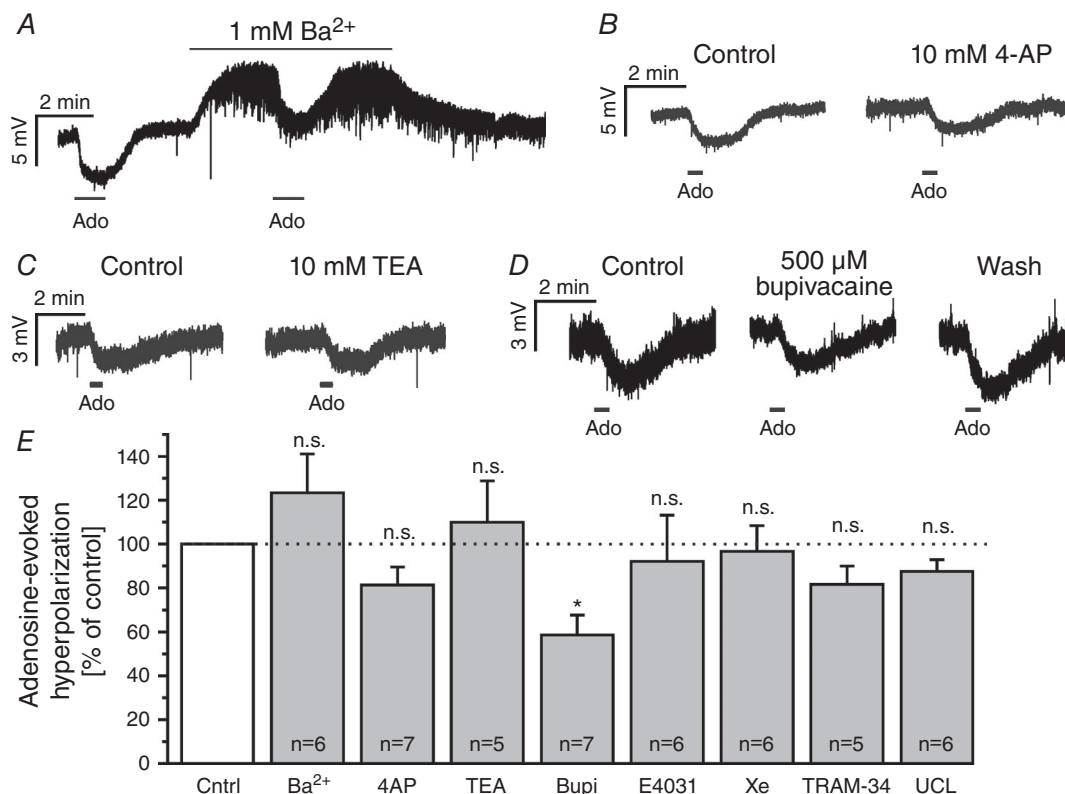 A
1 mM Ba²⁺
2 min
5 mV
Ado
Ado
B
Control
10 mM 4-AP
2 min
5 mV
Ado
Ado
C
Control
10 mM TEA
2 min
3 mV
Ado
Ado
D
Control
500 µM
bupivacaine
Wash
2 min
3 mV
Ado
Ado
Ado
E
Adenosine-evoked
hyperpolarization
[% of control]
140
120
100
80
60
40
20
0
n.s.
n.s.
n.s.
*
n.s.
n.s.
n.s.
n.s.
n=6
n=7
n=5
n=7
n=6
n=6
n=5
n=6
Cntrl
Ba²⁺
4AP
TEA
Bupi
E4031
Xe
TRAM-34
UCL